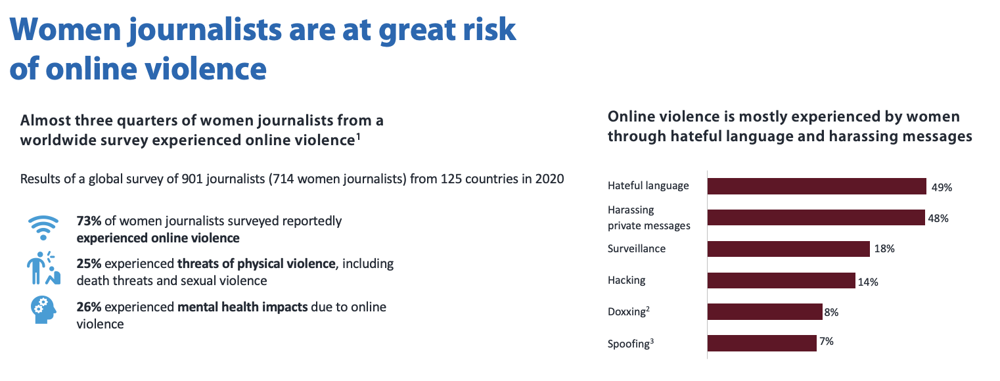 Women journalists are at great risk
of online violence
Almost three quarters of women journalists from a
worldwide survey experienced online violence¹
Results of a global survey of 901 journalists (714 women journalists) from 125 countries in 2020
73% of women journalists surveyed reportedly
experienced online violence
25% experienced threats of physical violence, including
death threats and sexual violence
26% experienced mental health impacts due to online
violence
Online violence is mostly experienced by women
through hateful language and harassing messages
Hateful language 49%
Harassing
private messages 48%
Surveillance 18%
Hacking 14%
Doxxing² 8%
Spoofing³ 7%